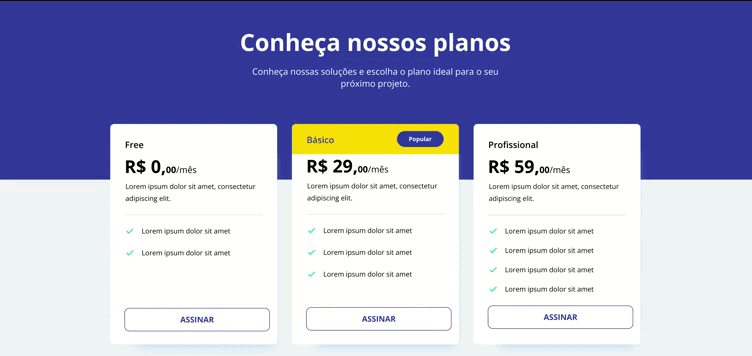 Conheça nossos planos
Conheça nossas soluções e escolha o plano ideal para o seu
próximo projeto.
Free
R$ 0,00/mês
Lorem ipsum dolor sit amet, consectetur
adipiscing elit.
Lorem ipsum dolor sit amet
Lorem ipsum dolor sit amet
ASSINAR
Básico
Popular
R$ 29,00/mês
Lorem ipsum dolor sit amet, consectetur
adipiscing elit.
Lorem ipsum dolor sit amet
Lorem ipsum dolor sit amet
Lorem ipsum dolor sit amet
ASSINAR
Profissional
R$ 59,00/mês
Lorem ipsum dolor sit amet, consectetur
adipiscing elit.
Lorem ipsum dolor sit amet
Lorem ipsum dolor sit amet
Lorem ipsum dolor sit amet
Lorem ipsum dolor sit amet
ASSINAR